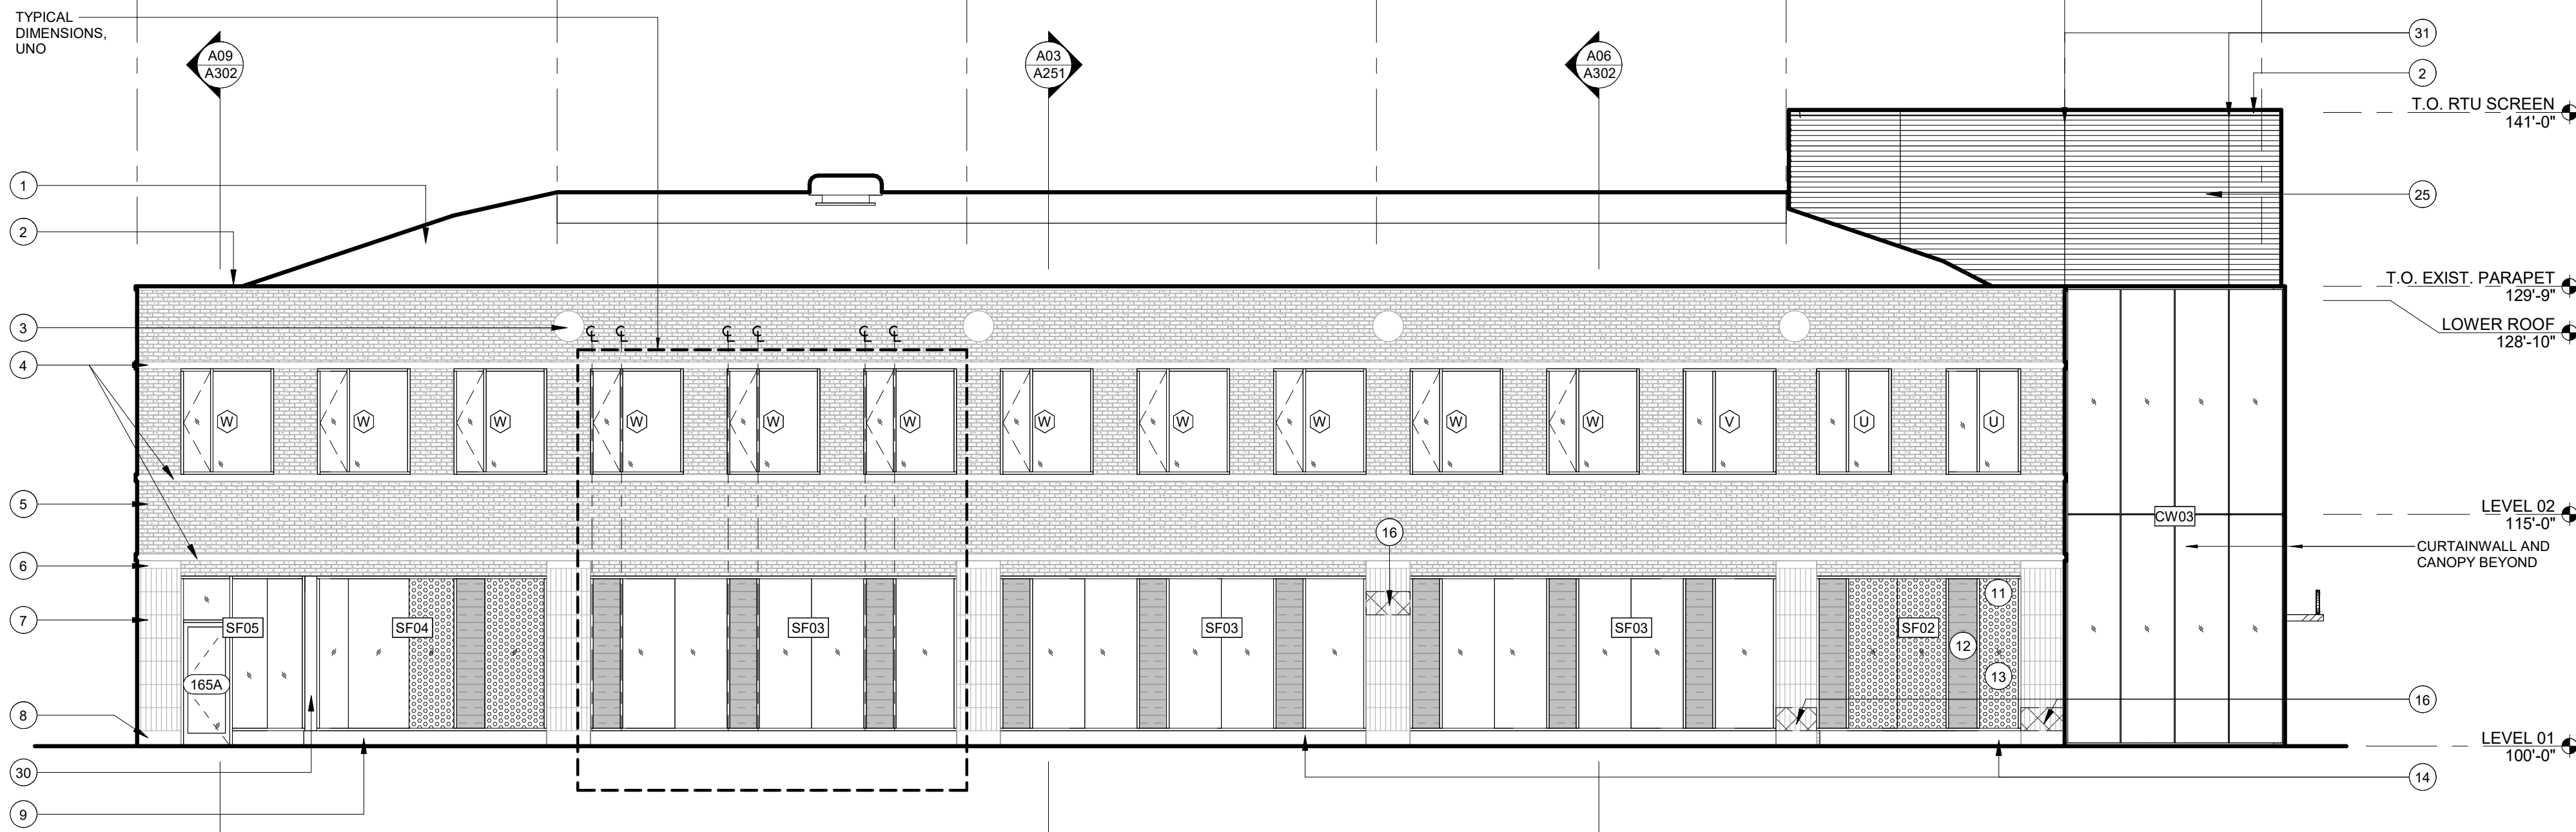 TYPICAL
DIMENSIONS,
UNO
A09
A302
A03
A251
A06
A302
31
2
T.O. RTU SCREEN
141'-0"
1
25
2
T.O. EXIST. PARAPET
129'-9"
3
℄ ℄ ℄ ℄ ℄ ℄
LOWER ROOF
128'-10"
4
W W W W W W W W W W W V U U
5
LEVEL 02
115'-0"
CW03
16
CURTAINWALL AND
CANOPY BEYOND
6
11
7
SF05 SF04 SF03 SF03 SF03 SF02
12
165A
13
16
8
LEVEL 01
100'-0"
30
14
9